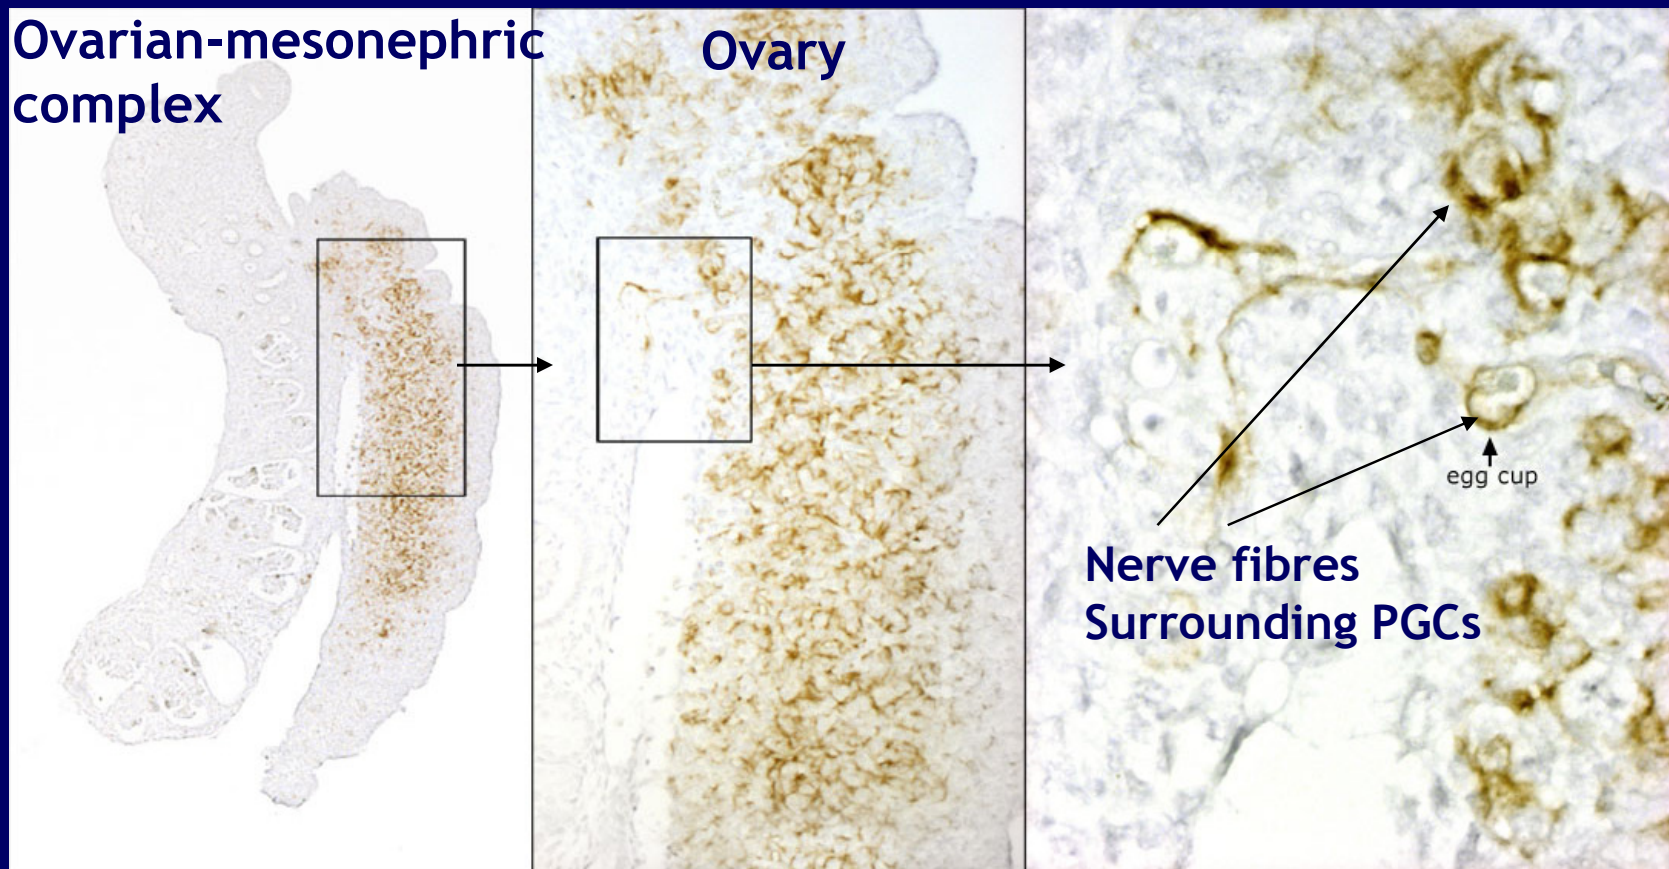 Ovarian-mesonephric
complex
Ovary
egg cup
Nerve fibres
Surrounding PGCs